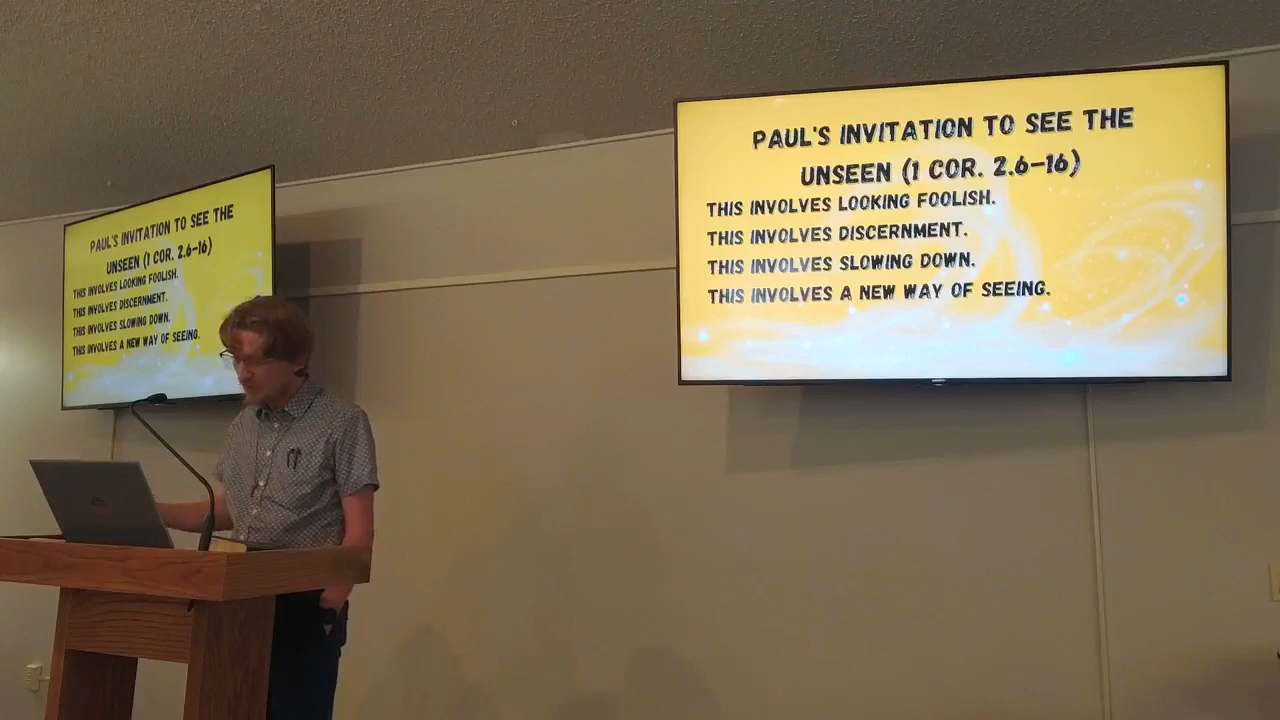 PAUL'S INVITATION TO SEE THE
UNSEEN (1 COR. 2.6-16)
THIS INVOLVES LOOKING FOOLISH.
THIS INVOLVES DISCERNMENT.
THIS INVOLVES SLOWING DOWN.
THIS INVOLVES A NEW WAY OF SEEING.
PAUL'S INVITATION TO SEE THE
UNSEEN (1 COR. 2.6-16)
THIS INVOLVES LOOKING FOOLISH.
THIS INVOLVES DISCERNMENT.
THIS INVOLVES SLOWING DOWN.
THIS INVOLVES A NEW WAY OF SEEING.